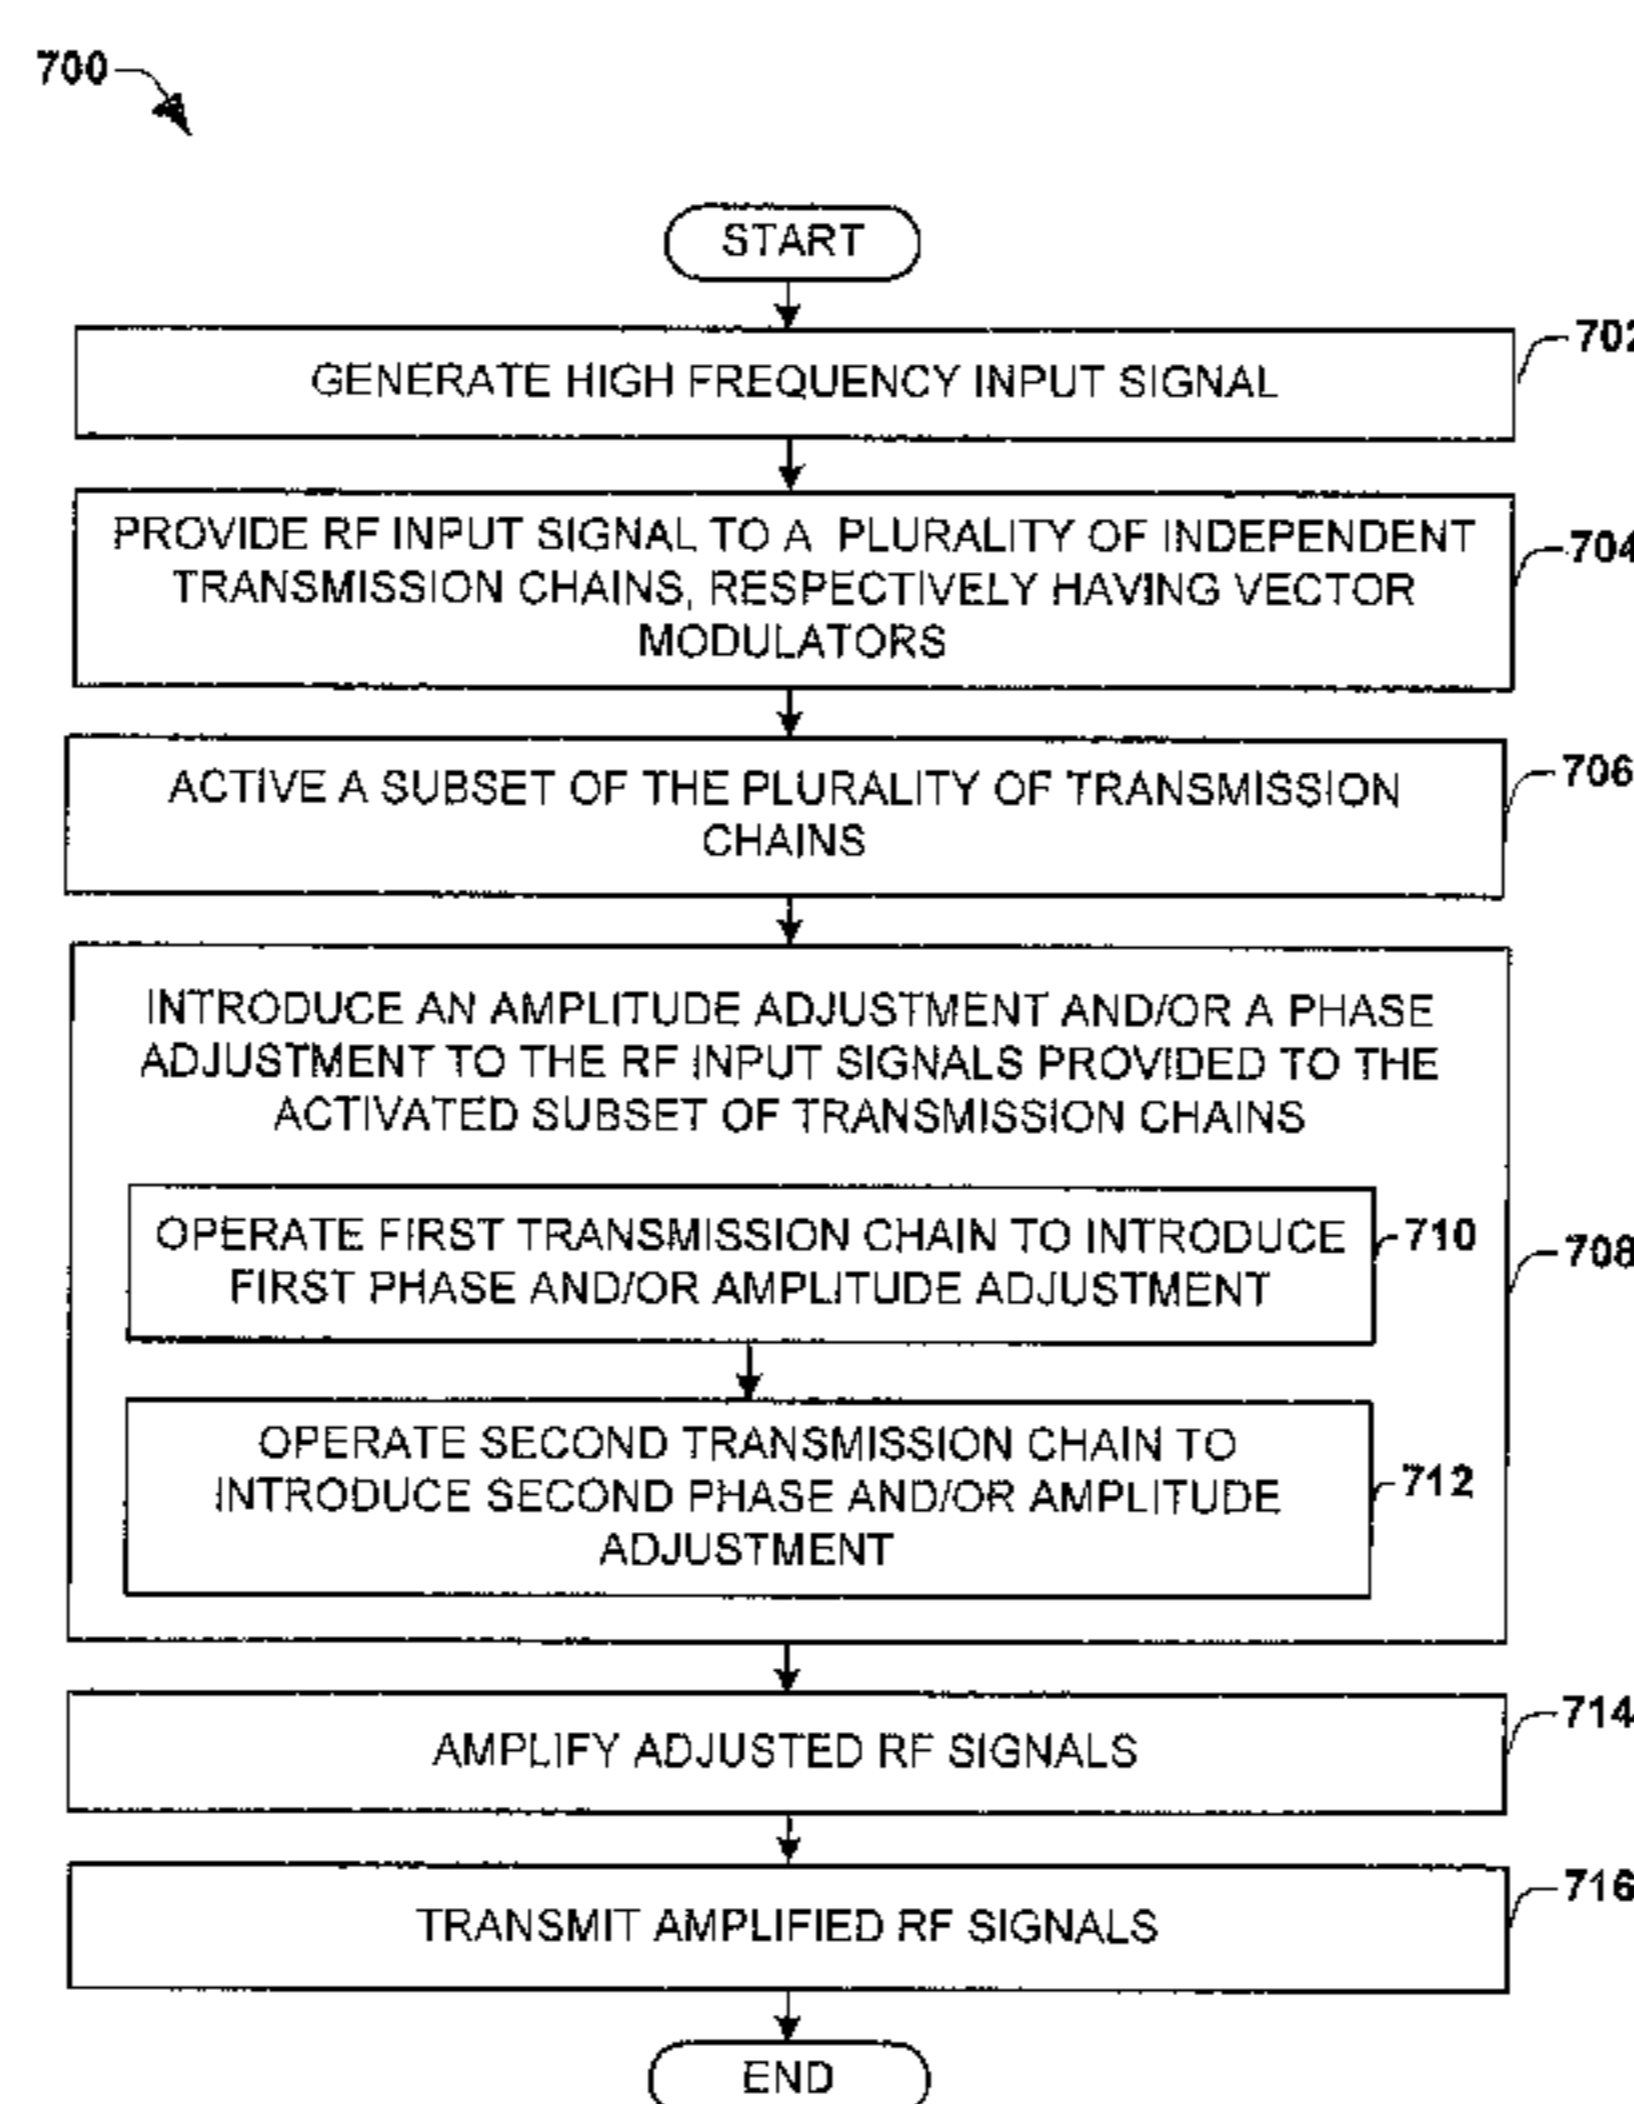 700
START
GENERATE HIGH FREQUENCY INPUT SIGNAL
702
PROVIDE RF INPUT SIGNAL TO A PLURALITY OF INDEPENDENT
TRANSMISSION CHAINS, RESPECTIVELY HAVING VECTOR
MODULATORS
704
ACTIVE A SUBSET OF THE PLURALITY OF TRANSMISSION
CHAINS
706
INTRODUCE AN AMPLITUDE ADJUSTMENT AND/OR A PHASE
ADJUSTMENT TO THE RF INPUT SIGNALS PROVIDED TO THE
ACTIVATED SUBSET OF TRANSMISSION CHAINS
OPERATE FIRST TRANSMISSION CHAIN TO INTRODUCE
FIRST PHASE AND/OR AMPLITUDE ADJUSTMENT
710
708
OPERATE SECOND TRANSMISSION CHAIN TO
INTRODUCE SECOND PHASE AND/OR AMPLITUDE
ADJUSTMENT
712
AMPLIFY ADJUSTED RF SIGNALS
714
TRANSMIT AMPLIFIED RF SIGNALS
716
END